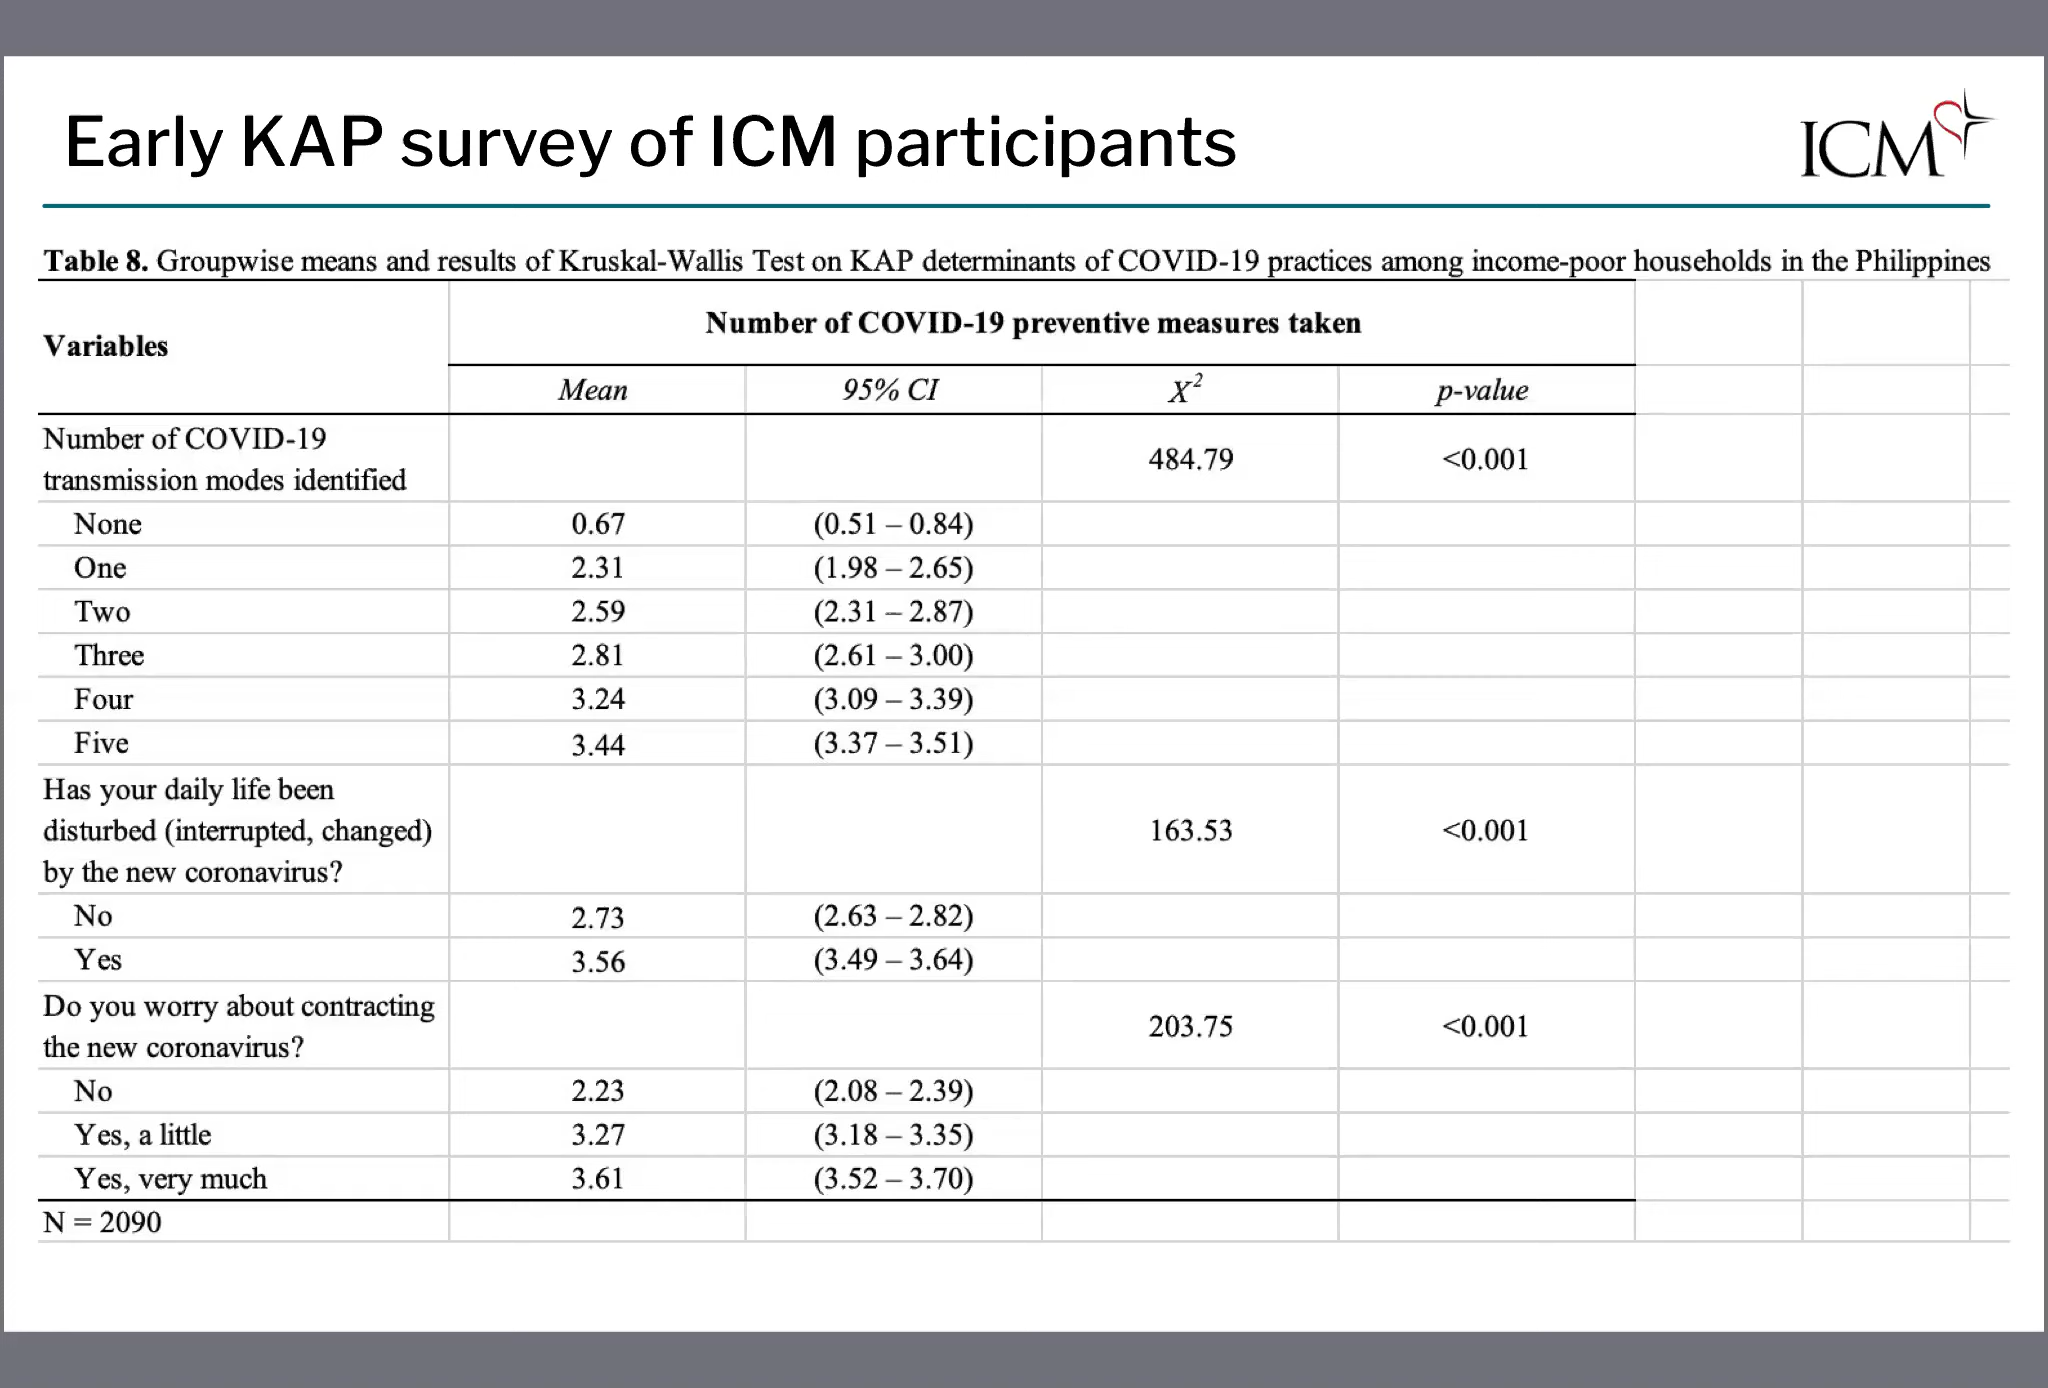 Early KAP survey of ICM participants
ICM
Table 8. Groupwise means and results of Kruskal-Wallis Test on KAP determinants of COVID-19 practices among income-poor households in the Philippines
Variables
Number of COVID-19 preventive measures taken
Mean 95% CI X² p-value
Number of COVID-19
transmission modes identified
484.79 <0.001
None 0.67 (0.51 – 0.84)
One 2.31 (1.98 – 2.65)
Two 2.59 (2.31 – 2.87)
Three 2.81 (2.61 – 3.00)
Four 3.24 (3.09 – 3.39)
Five 3.44 (3.37 – 3.51)
Has your daily life been
disturbed (interrupted, changed)
by the new coronavirus?
163.53 <0.001
No 2.73 (2.63 – 2.82)
Yes 3.56 (3.49 – 3.64)
Do you worry about contracting
the new coronavirus?
203.75 <0.001
No 2.23 (2.08 – 2.39)
Yes, a little 3.27 (3.18 – 3.35)
Yes, very much 3.61 (3.52 – 3.70)
N = 2090